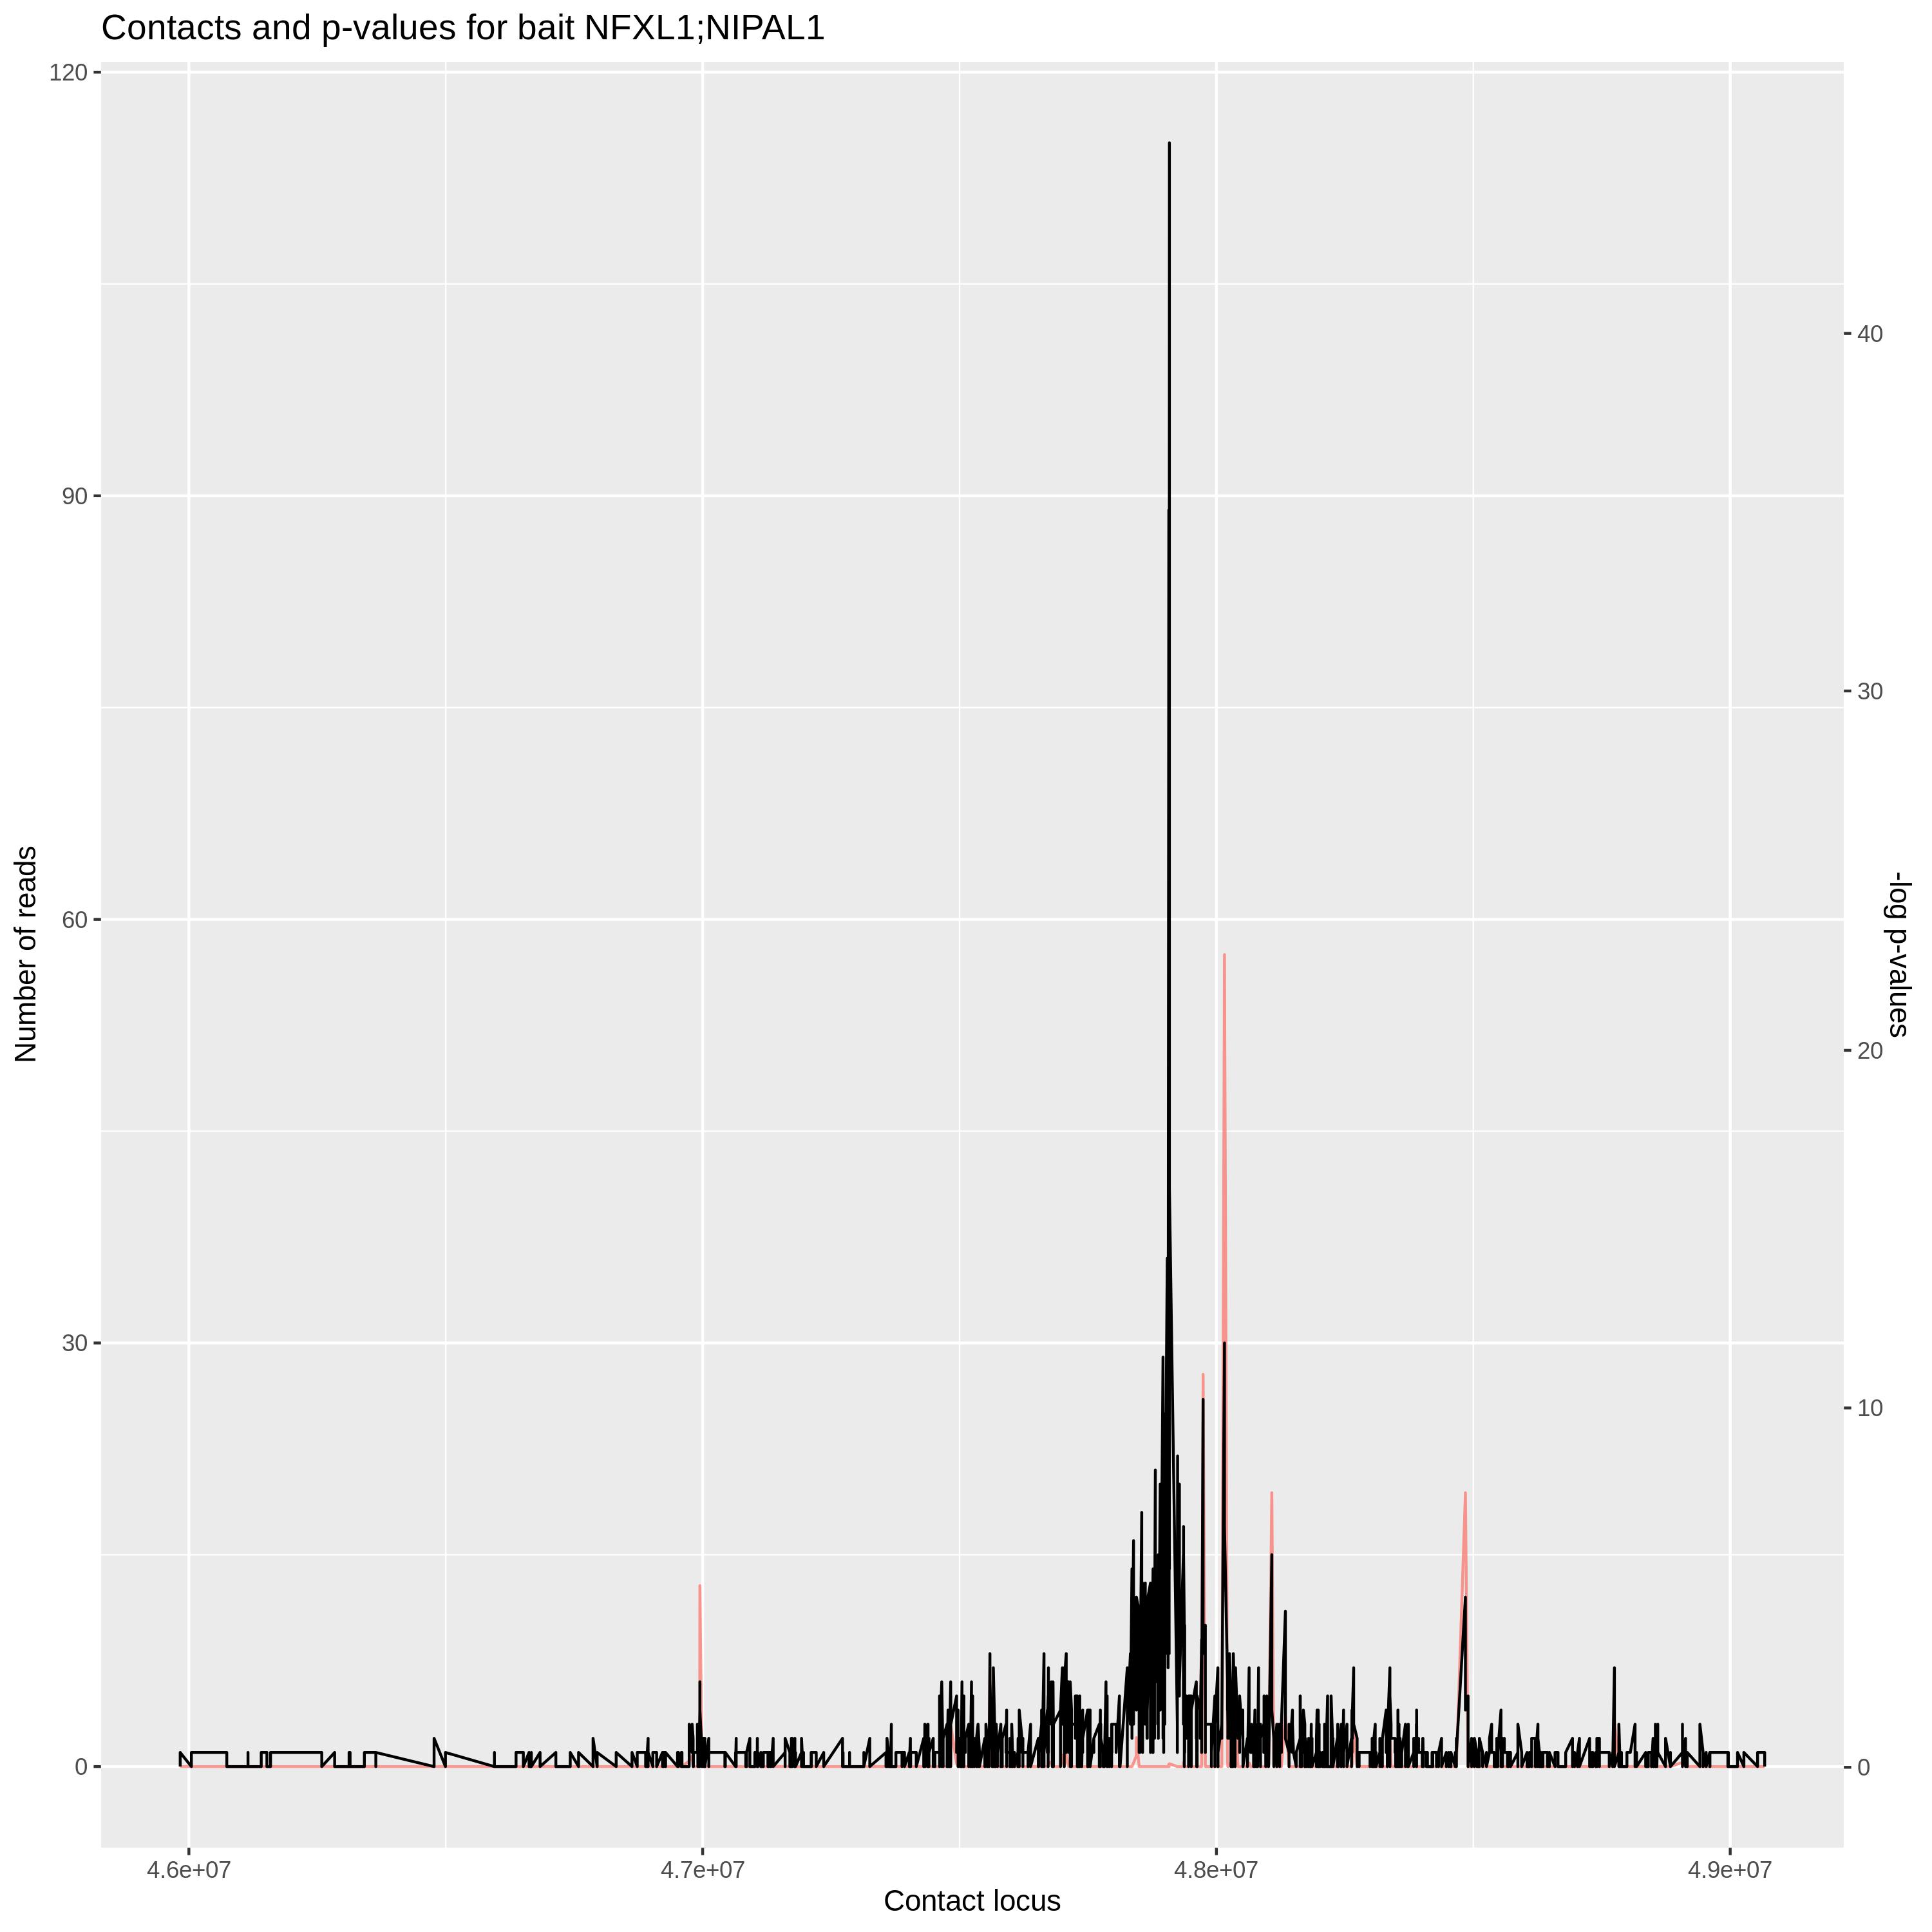 Contacts and p-values for bait NFXL1;NIPAL1
120
90
60
30
0
Number of reads
40
30
20
10
0
-log p-values
4.6e+07
4.7e+07
4.8e+07
4.9e+07
Contact locus